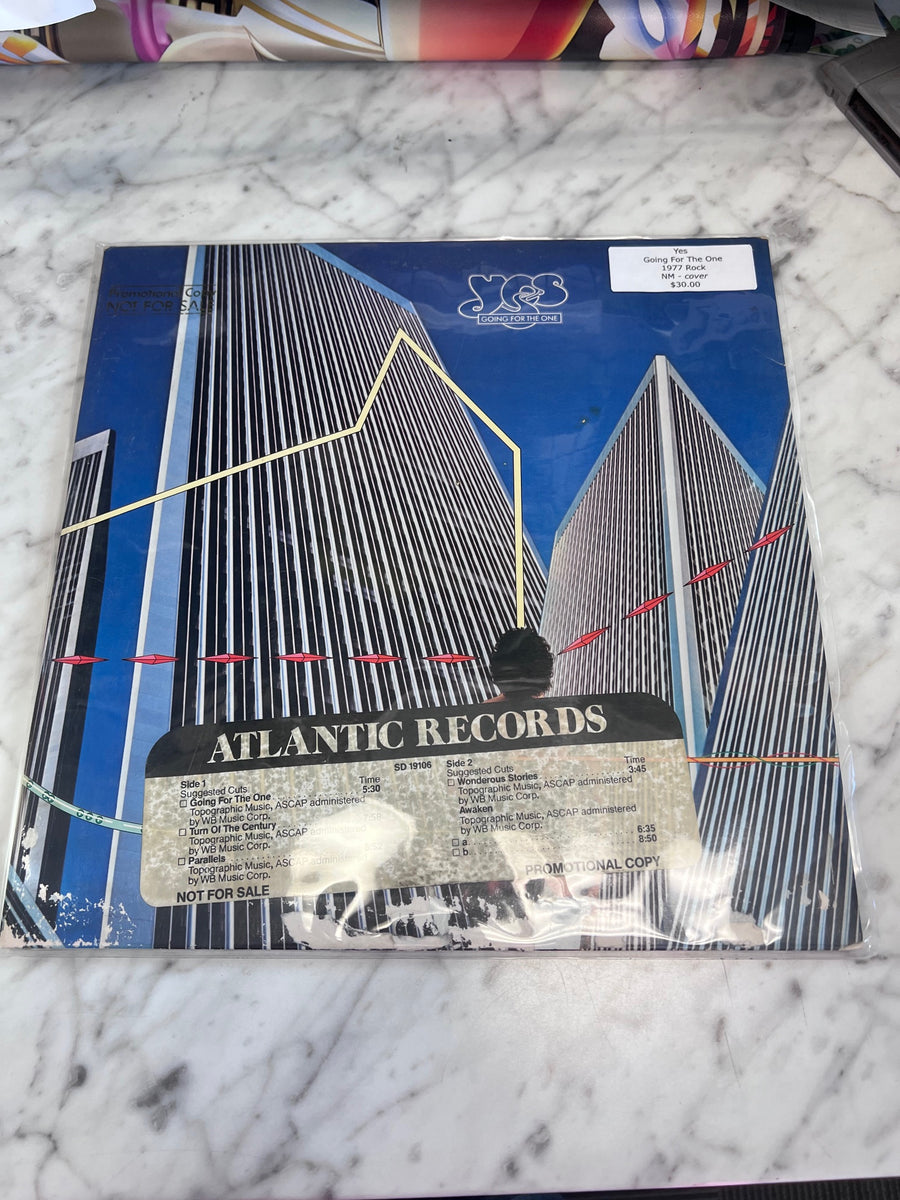 Yes
Going For The One
1977 Rock
NM - cover
$30.00
Promotional Copy
NOT FOR SALE
YES
GOING FOR THE ONE
ATLANTIC RECORDS
SD 19106
Side 1
Suggested Cuts Time
□ Going For The One 5:30
Topographic Music, ASCAP administered
by WB Music Corp.
□ Turn Of The Century 7:58
Topographic Music, ASCAP administered
by WB Music Corp.
□ Parallels
Topographic Music, ASCAP administered
by WB Music Corp.
NOT FOR SALE
Side 2
Suggested Cuts Time
□ Wonderous Stories 3:45
Topographic Music, ASCAP administered
by WB Music Corp.
Awaken
Topographic Music, ASCAP administered
by WB Music Corp.
□ a. 6:35
□ b. 8:50
PROMOTIONAL COPY